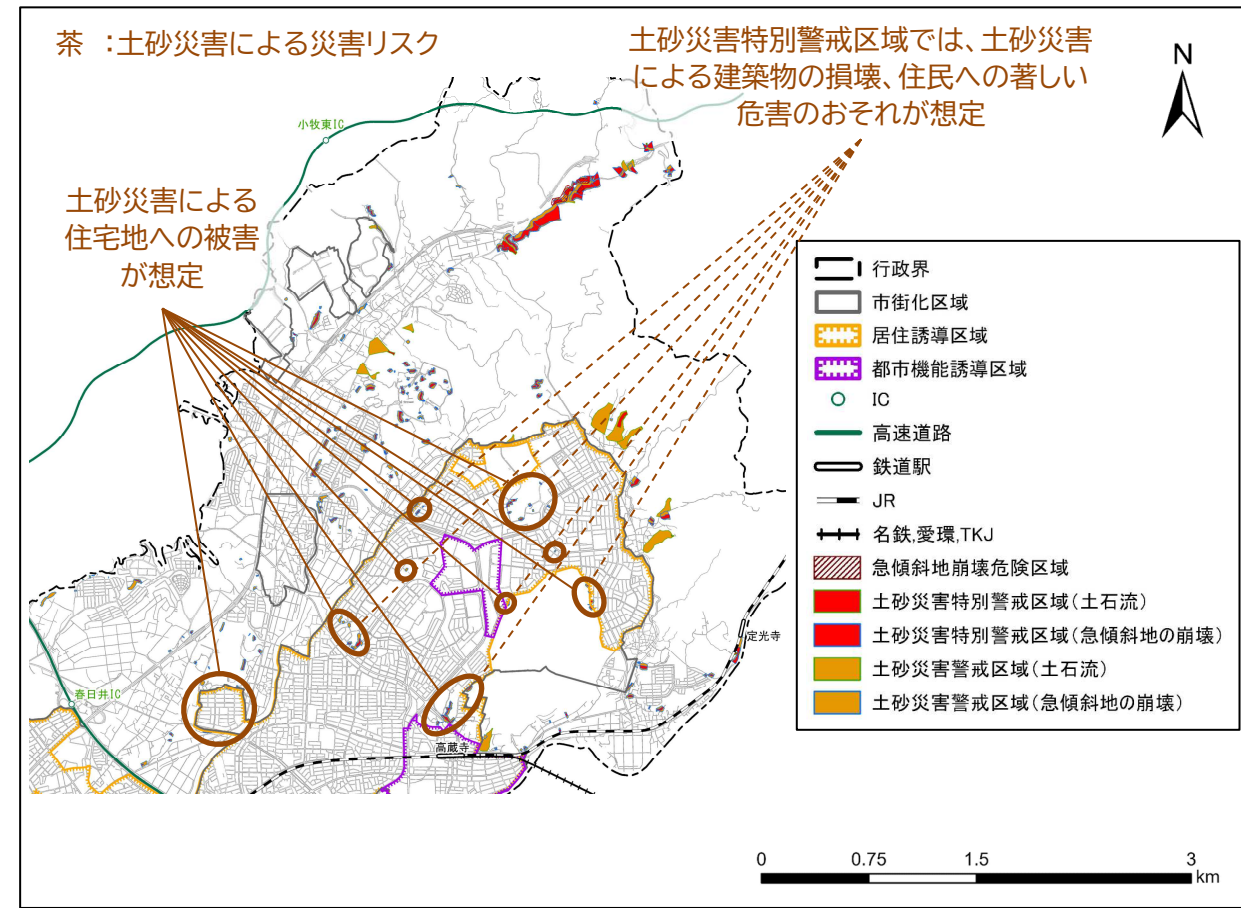 茶 ：土砂災害による災害リスク
土砂災害特別警戒区域では、土砂災害
による建築物の損壊、住民への著しい
危害のおそれが想定
N
小牧東IC
土砂災害による
住宅地への被害
が想定
行政界
市街化区域
居住誘導区域
都市機能誘導区域
IC
高速道路
鉄道駅
JR
名鉄,愛環,TKJ
急傾斜地崩壊危険区域
土砂災害特別警戒区域(土石流)
土砂災害特別警戒区域(急傾斜地の崩壊)
土砂災害警戒区域(土石流)
土砂災害警戒区域(急傾斜地の崩壊)
定光寺
春日井IC
高蔵寺
0 0.75 1.5 3
km